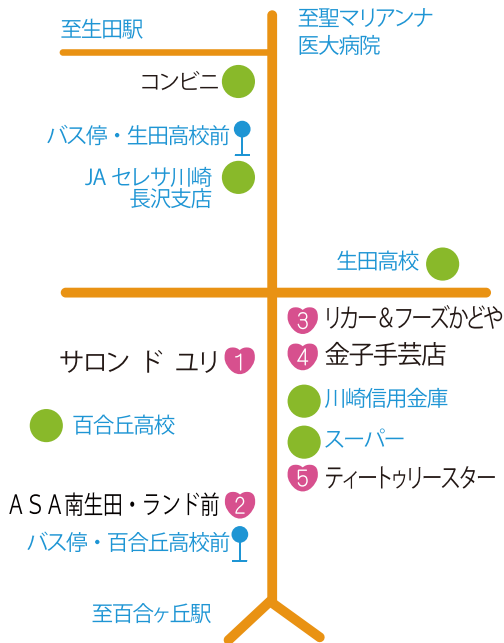 至生田駅
至聖マリアンナ
医大病院
コンビニ
バス停・生田高校前
JA セレサ川崎
長沢支店
生田高校
3 リカー＆フーズかどや
4 金子手芸店
サロン ド ユリ 1
川崎信用金庫
百合丘高校
スーパー
5 ティートゥリースター
ＡＳＡ南生田・ランド前 2
バス停・百合丘高校前
至百合ヶ丘駅